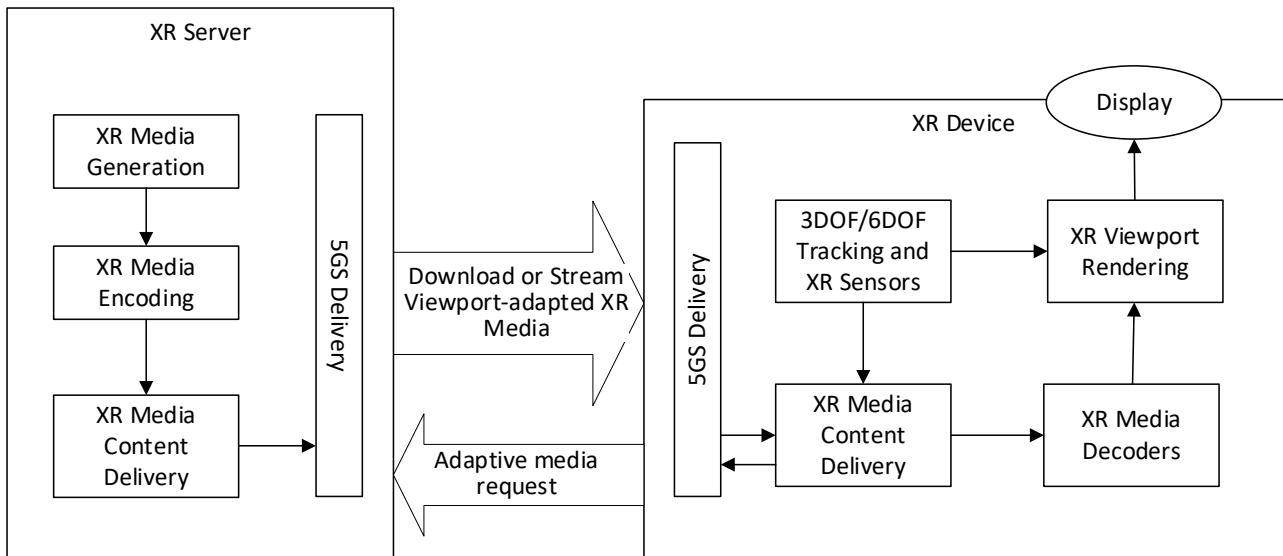 XR Server
XR Media
Generation
XR Media
Encoding
XR Media
Content
Delivery
5GS Delivery
Download or Stream
Viewport-adapted XR
Media
Adaptive media
request
Display
XR Device
5GS Delivery
3DOF/6DOF
Tracking and
XR Sensors
XR Viewport
Rendering
XR Media
Content
Delivery
XR Media
Decoders